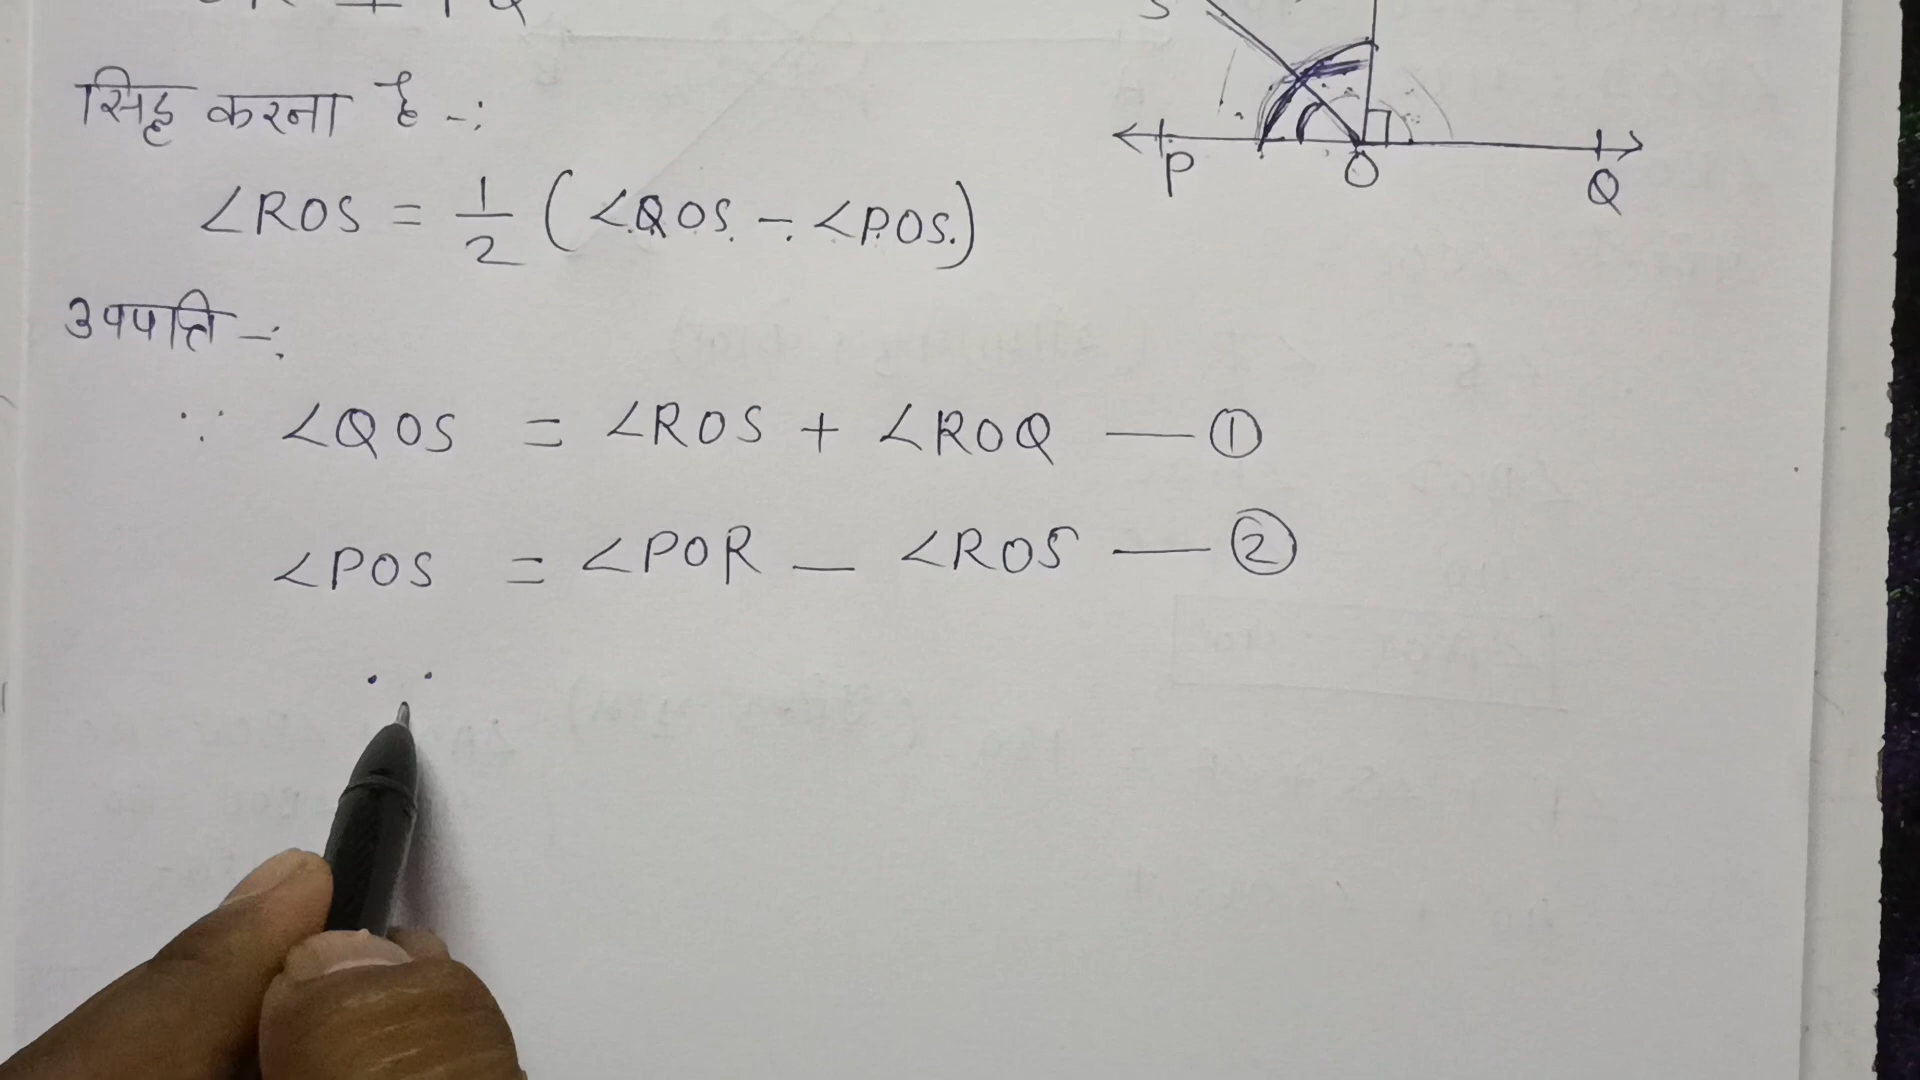 S
सिद्ध करना है -:
P O Q
∠ROS = 1/2 (∠QOS - ∠POS)
उपपत्ति -:
∵ ∠QOS = ∠ROS + ∠ROQ — ①
∠POS = ∠POR — ∠ROS — ②